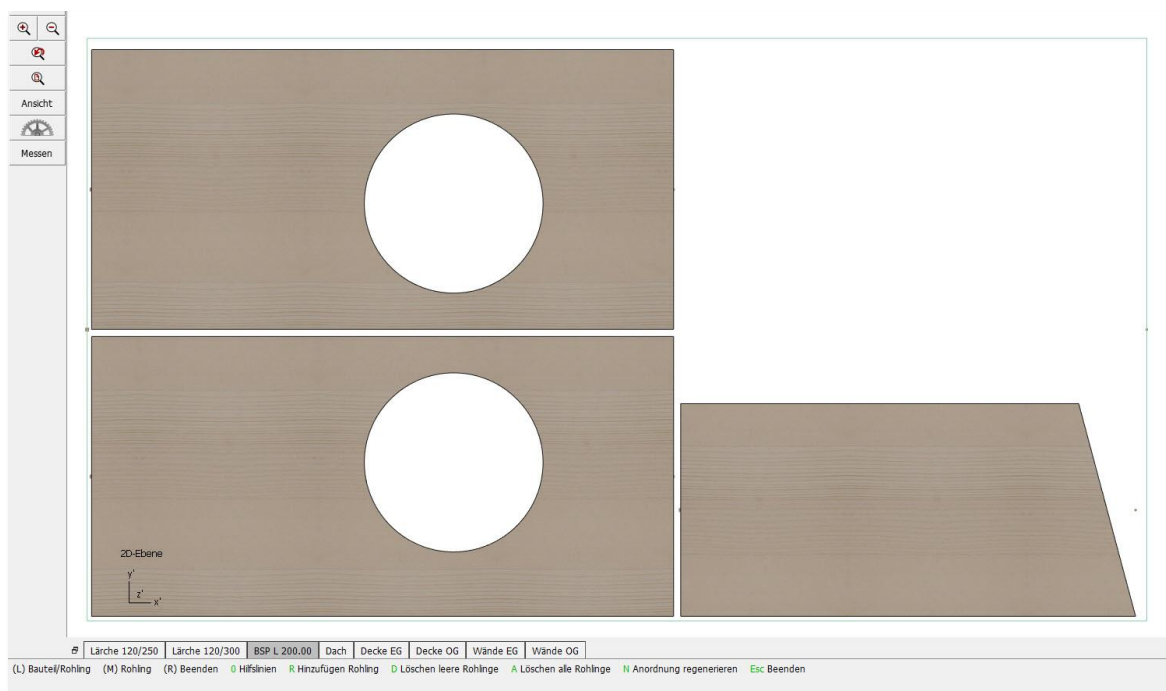 Ansicht
Messen
2D-Ebene
y'
z'
x'
Lärche 120/250 Lärche 120/300 BSP L 200.00 Dach Decke EG Decke OG Wände EG Wände OG
(L) Bauteil/Rohling (M) Rohling (R) Beenden 0 Hilfslinien R Hinzufügen Rohling D Löschen leere Rohlinge A Löschen alle Rohlinge N Anordnung regenerieren Esc Beenden